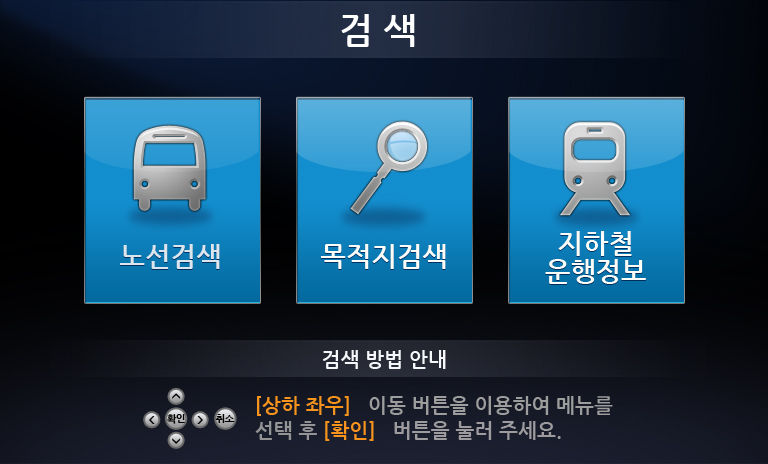 검 색
노선검색
목적지검색
지하철
운행정보
검색 방법 안내
확인
취소
[상하 좌우] 이동 버튼을 이용하여 메뉴를
선택 후 [확인] 버튼을 눌러 주세요.